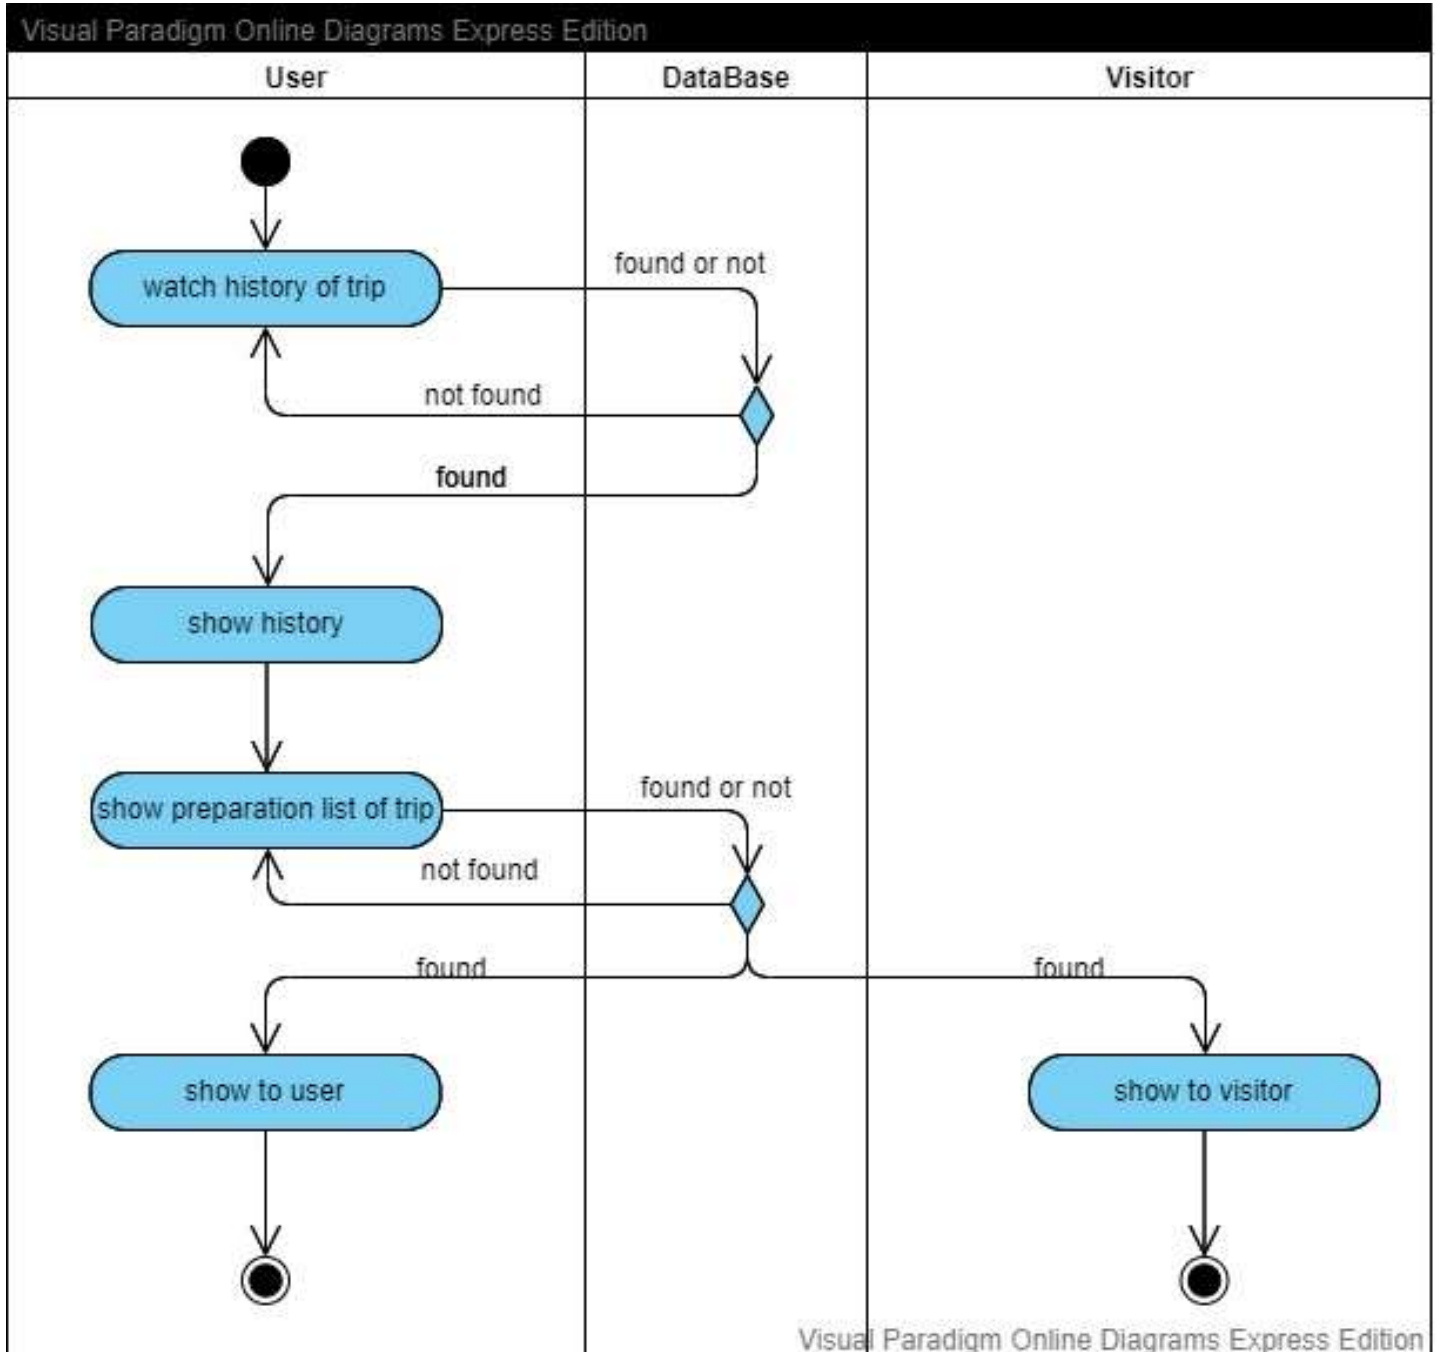 Visual Paradigm Online Diagrams Express Edition
User
DataBase
Visitor
found or not
watch history of trip
not found
found
show history
found or not
show preparation list of trip
not found
found
found
show to user
show to visitor
Visual Paradigm Online Diagrams Express Edition